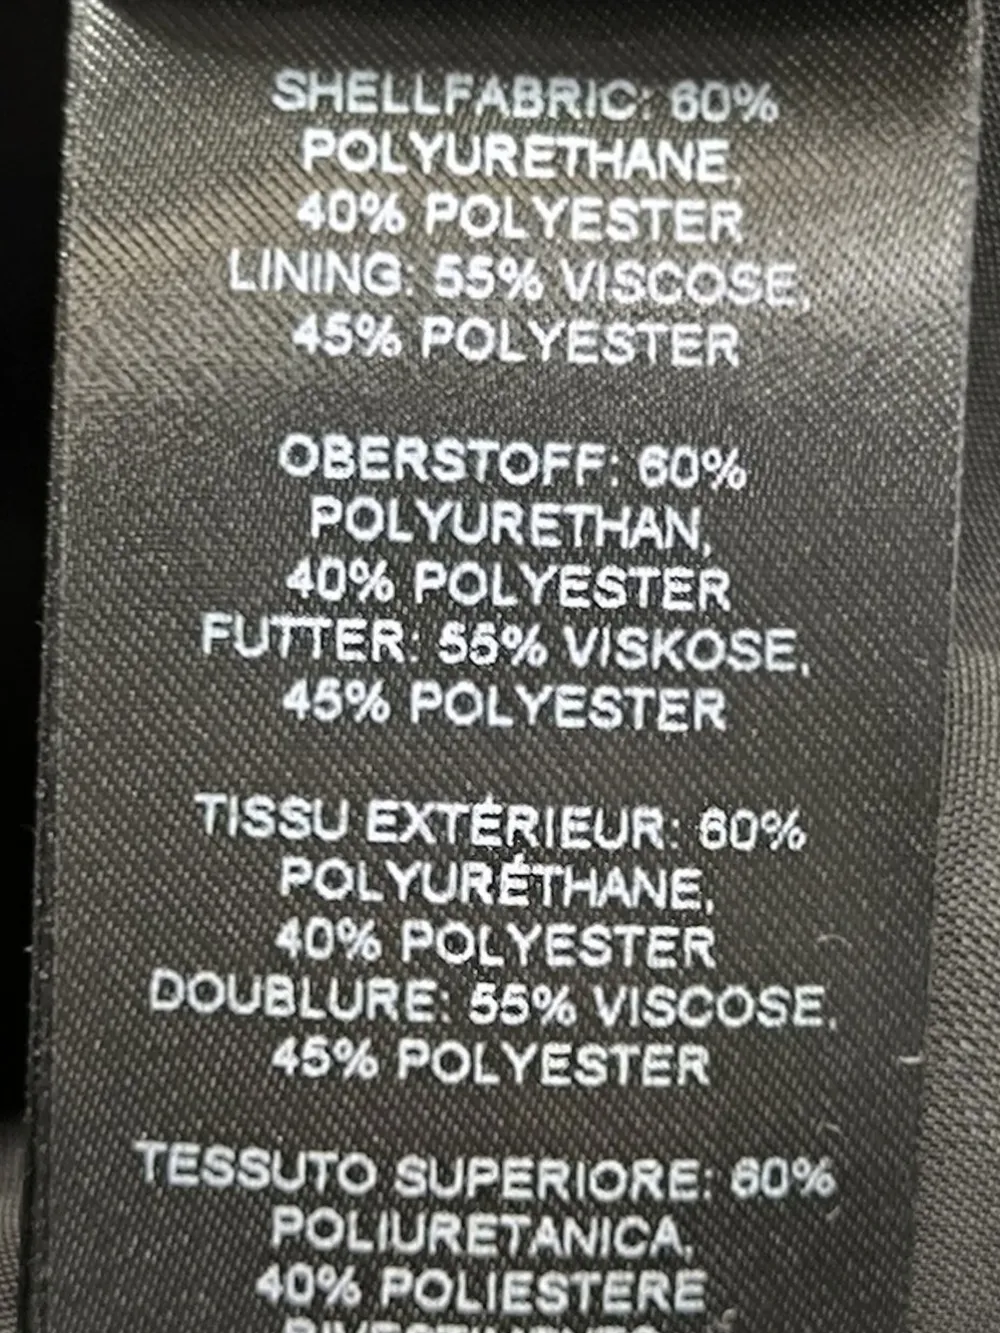 SHELLFABRIC: 60%
POLYURETHANE,
40% POLYESTER
LINING: 55% VISCOSE,
45% POLYESTER
OBERSTOFF: 60%
POLYURETHAN,
40% POLYESTER
FUTTER: 55% VISKOSE,
45% POLYESTER
TISSU EXTÉRIEUR: 60%
POLYURÉTHANE,
40% POLYESTER
DOUBLURE: 55% VISCOSE,
45% POLYESTER
TESSUTO SUPERIORE: 60%
POLIURETANICA,
40% POLIESTERE